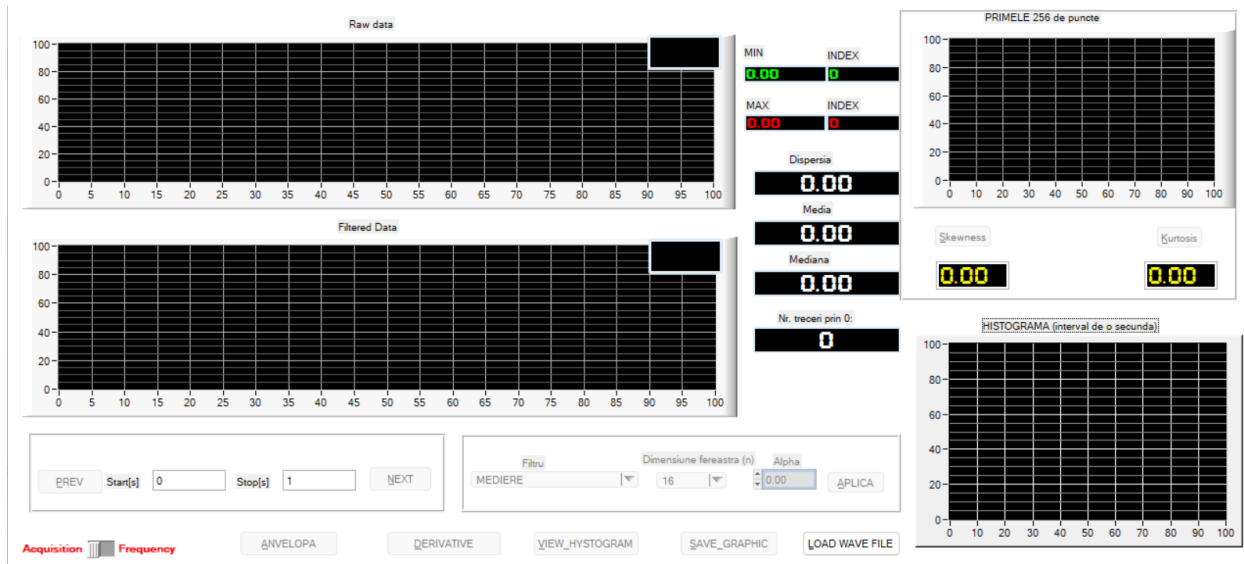 Raw data
100
80
60
40
20
0
0 5 10 15 20 25 30 35 40 45 50 55 60 65 70 75 80 85 90 95 100
Filtered Data
100
80
60
40
20
0
0 5 10 15 20 25 30 35 40 45 50 55 60 65 70 75 80 85 90 95 100
MIN INDEX
0.00 0
MAX INDEX
0.00 0
Dispersia
0.00
Media
0.00
Mediana
0.00
Nr. treceri prin 0:
0
PRIMELE 256 de puncte
100
80
60
40
20
0
0 10 20 30 40 50 60 70 80 90 100
Skewness Kurtosis
0.00 0.00
HISTOGRAMA (interval de o secunda)
100
80
60
40
20
0
0 10 20 30 40 50 60 70 80 90 100
PREV Start[s] 0 Stop[s] 1 NEXT
Filtru Dimensiune fereastra (n) Alpha
MEDIERE 16 0.00 APLICA
Acquisition Frequency
ANVELOPA DERIVATIVE VIEW_HYSTOGRAM SAVE_GRAPHIC LOAD WAVE FILE